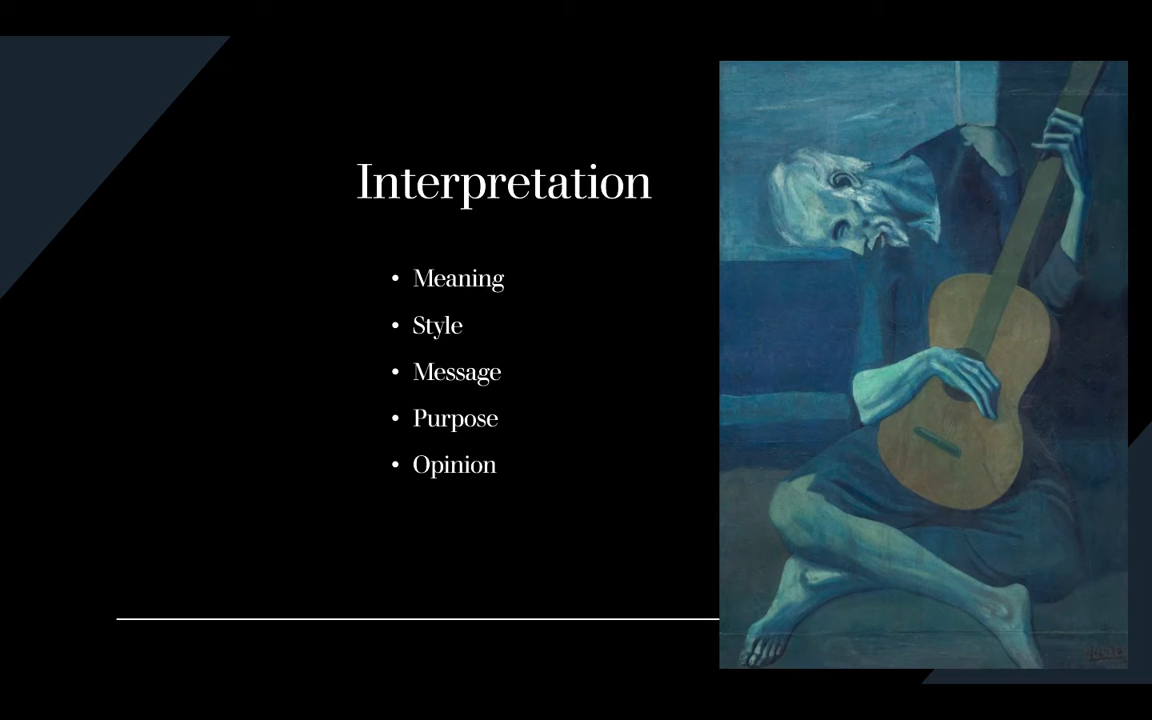 Interpretation
• Meaning
• Style
• Message
• Purpose
• Opinion